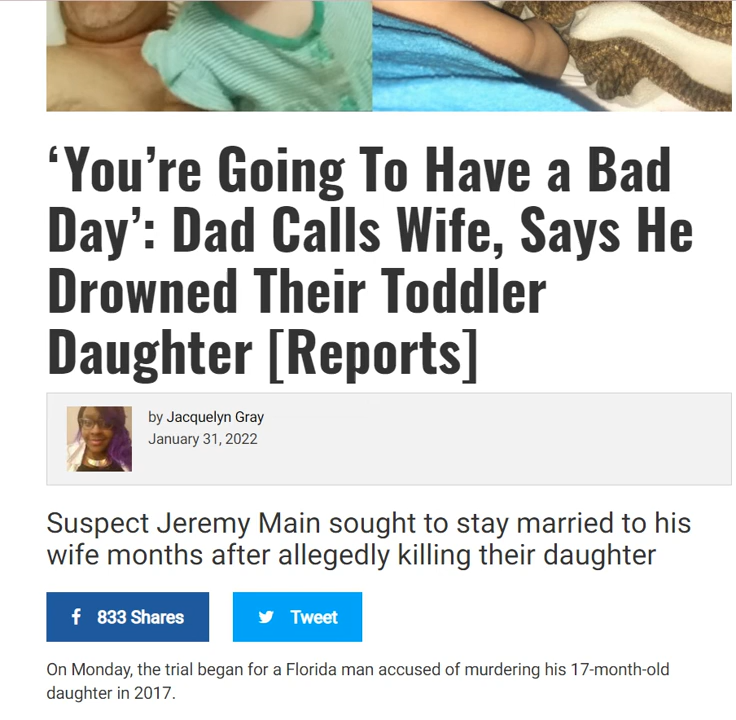 ‘You’re Going To Have a Bad
Day’: Dad Calls Wife, Says He
Drowned Their Toddler
Daughter [Reports]
by Jacquelyn Gray
January 31, 2022
Suspect Jeremy Main sought to stay married to his
wife months after allegedly killing their daughter
833 Shares
Tweet
On Monday, the trial began for a Florida man accused of murdering his 17-month-old
daughter in 2017.